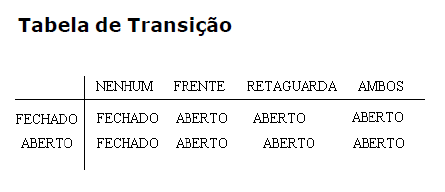 Tabela de Transição
NENHUM FRENTE RETAGUARDA AMBOS
FECHADO FECHADO ABERTO ABERTO ABERTO
ABERTO FECHADO ABERTO ABERTO ABERTO